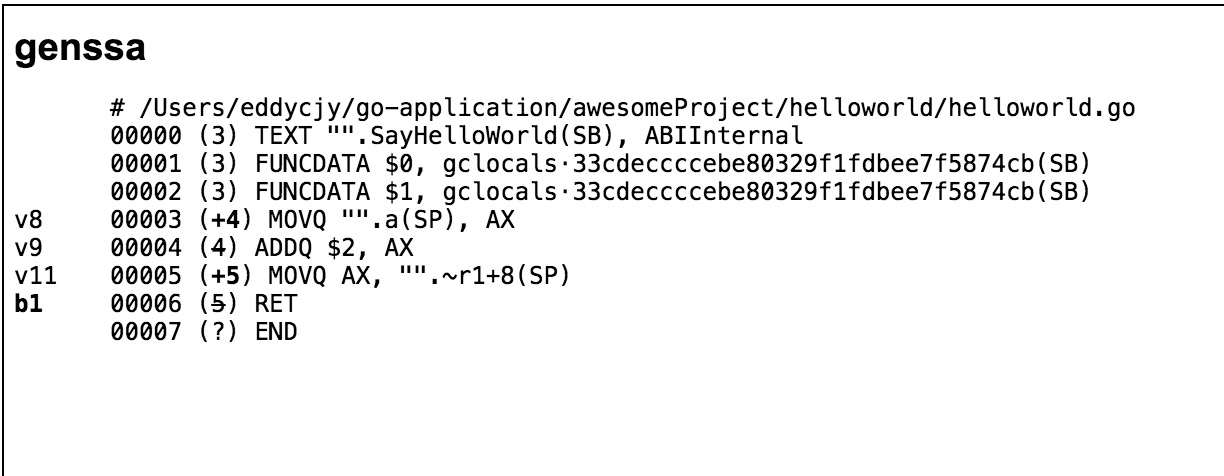 genssa
# /Users/eddycjy/go-application/awesomeProject/helloworld/helloworld.go
00000 (3) TEXT "".SayHelloWorld(SB), ABIInternal
00001 (3) FUNCDATA $0, gclocals·33cdeccccebe80329f1fdbee7f5874cb(SB)
00002 (3) FUNCDATA $1, gclocals·33cdeccccebe80329f1fdbee7f5874cb(SB)
v8 00003 (+4) MOVQ "".a(SP), AX
v9 00004 (4) ADDQ $2, AX
v11 00005 (+5) MOVQ AX, "".~r1+8(SP)
b1 00006 (5) RET
00007 (?) END